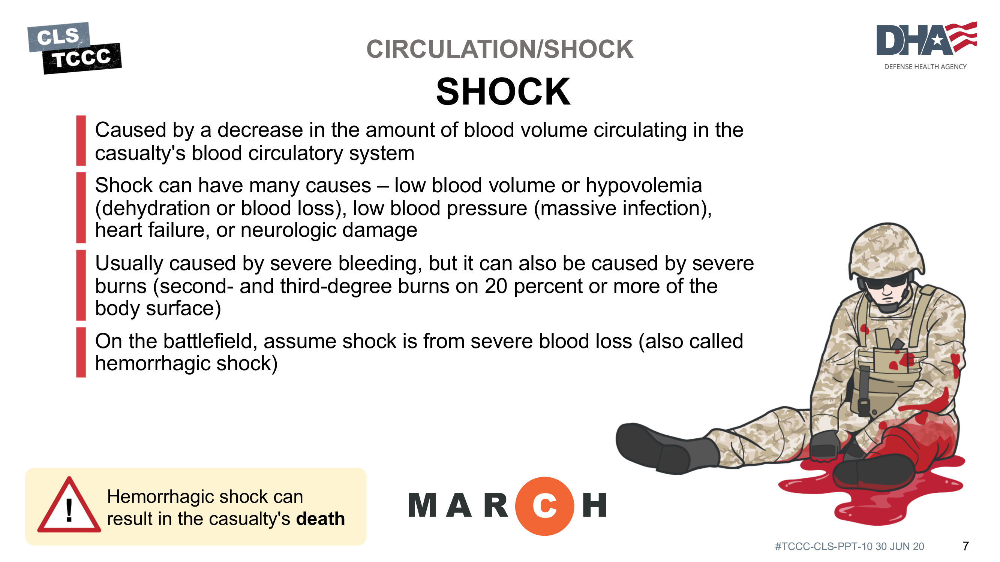 CLS
TCCC
CIRCULATION/SHOCK
DHA
DEFENSE HEALTH AGENCY
SHOCK
Caused by a decrease in the amount of blood volume circulating in the
casualty's blood circulatory system
Shock can have many causes – low blood volume or hypovolemia
(dehydration or blood loss), low blood pressure (massive infection),
heart failure, or neurologic damage
Usually caused by severe bleeding, but it can also be caused by severe
burns (second- and third-degree burns on 20 percent or more of the
body surface)
On the battlefield, assume shock is from severe blood loss (also called
hemorrhagic shock)
!
Hemorrhagic shock can
result in the casualty's death
M A R C H
#TCCC-CLS-PPT-10 30 JUN 20
7